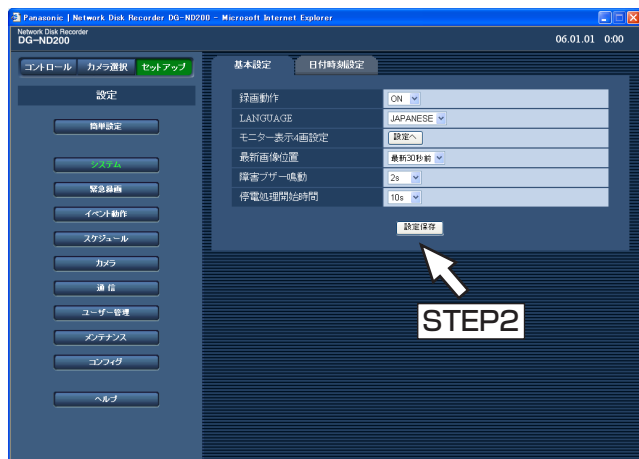 Panasonic | Network Disk Recorder DG-ND200 - Microsoft Internet Explorer
Network Disk Recorder
DG-ND200
06.01.01 0:00
コントロール カメラ選択 セットアップ
基本設定 日付時刻設定
設定
簡単設定
システム
緊急録画
イベント動作
スケジュール
カメラ
通信
ユーザー管理
メンテナンス
コンフィグ
ヘルプ
録画動作 ON
LANGUAGE JAPANESE
モニター表示4画設定 設定へ
最新画像位置 最新30秒前
障害ブザー鳴動 2s
停電処理開始時間 10s
設定保存
STEP2